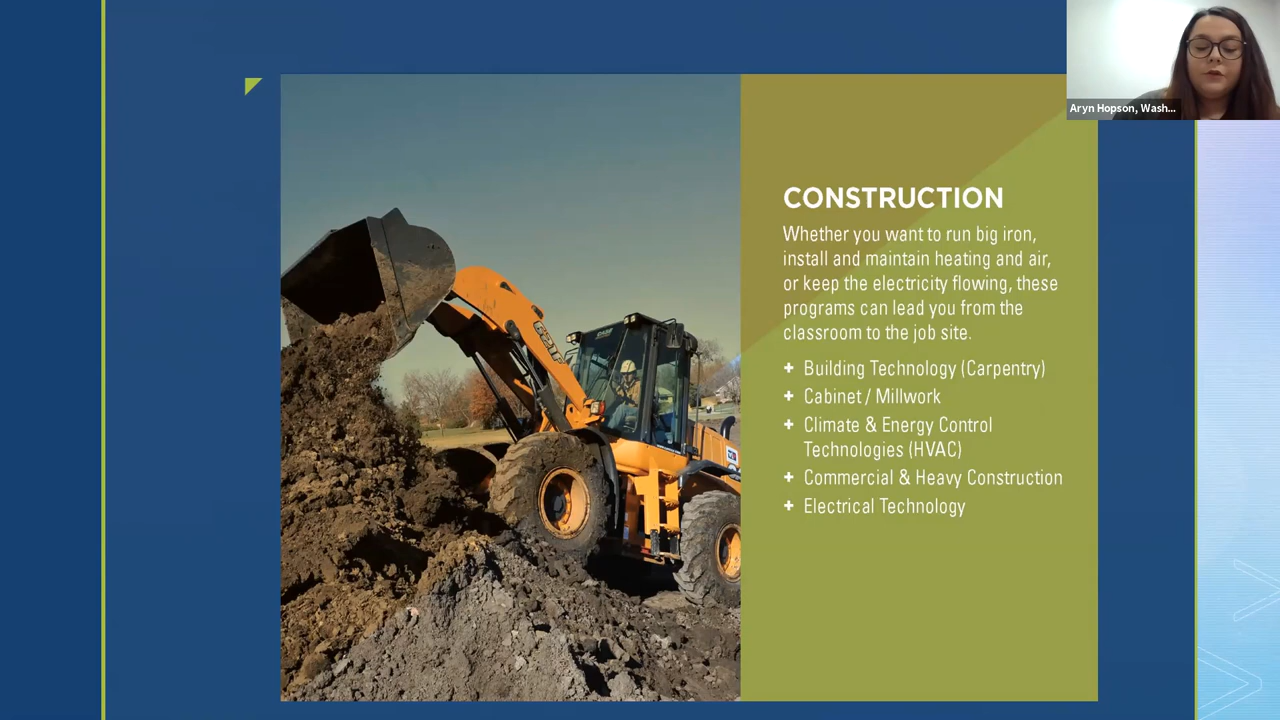 Aryn Hopson, Wash...
CONSTRUCTION
Whether you want to run big iron,
install and maintain heating and air,
or keep the electricity flowing, these
programs can lead you from the
classroom to the job site.
+ Building Technology (Carpentry)
+ Cabinet / Millwork
+ Climate & Energy Control
Technologies (HVAC)
+ Commercial & Heavy Construction
+ Electrical Technology
CASE